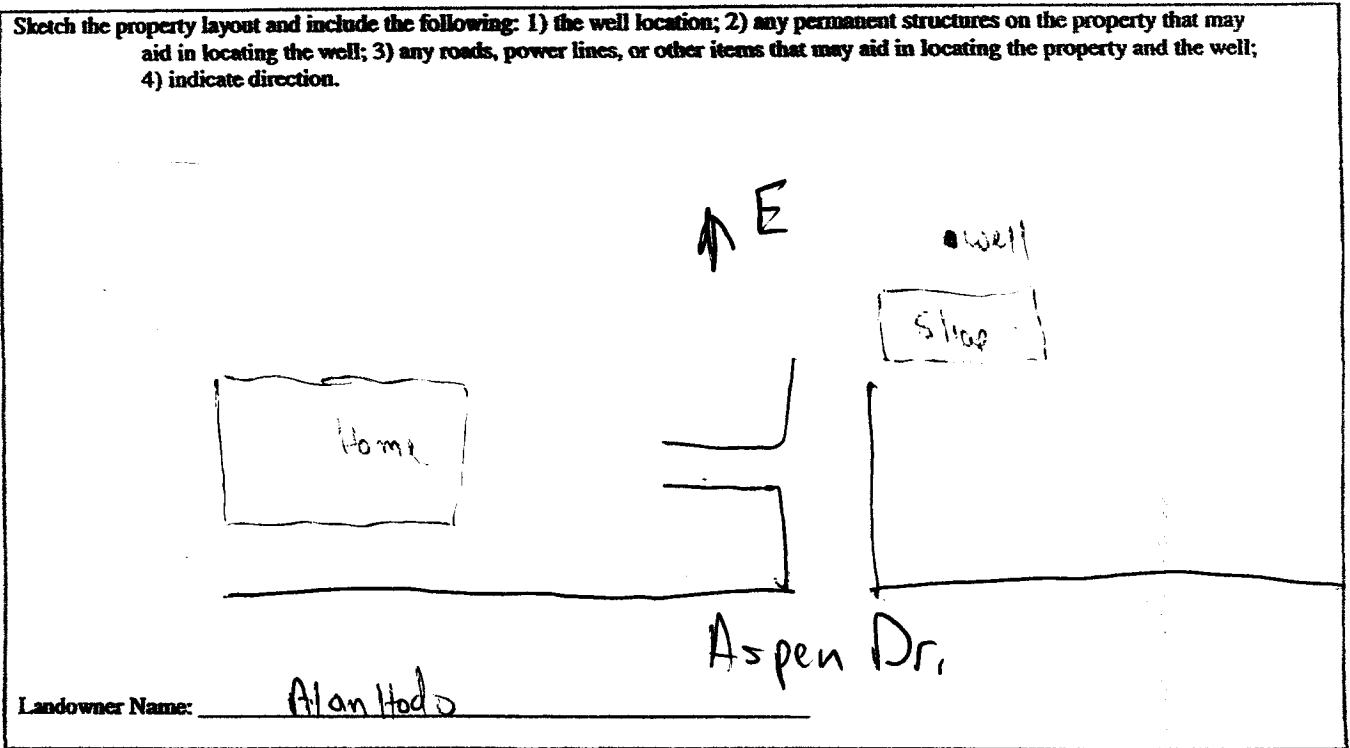 Sketch the property layout and include the following: 1) the well location; 2) any permanent structures on the property that may
aid in locating the well; 3) any roads, power lines, or other items that may aid in locating the property and the well;
4) indicate direction.
E
well
Shop
Home
Aspen Dr.
Landowner Name: Alan Hodo